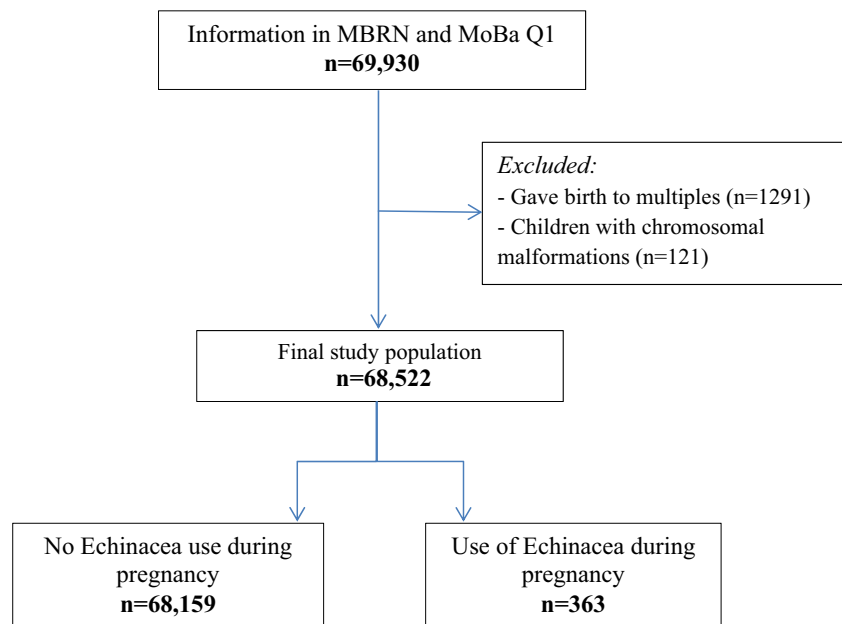 Information in MBRN and MoBa Q1
n=69,930
Excluded:
- Gave birth to multiples (n=1291)
- Children with chromosomal
malformations (n=121)
Final study population
n=68,522
No Echinacea use during
pregnancy
n=68,159
Use of Echinacea during
pregnancy
n=363